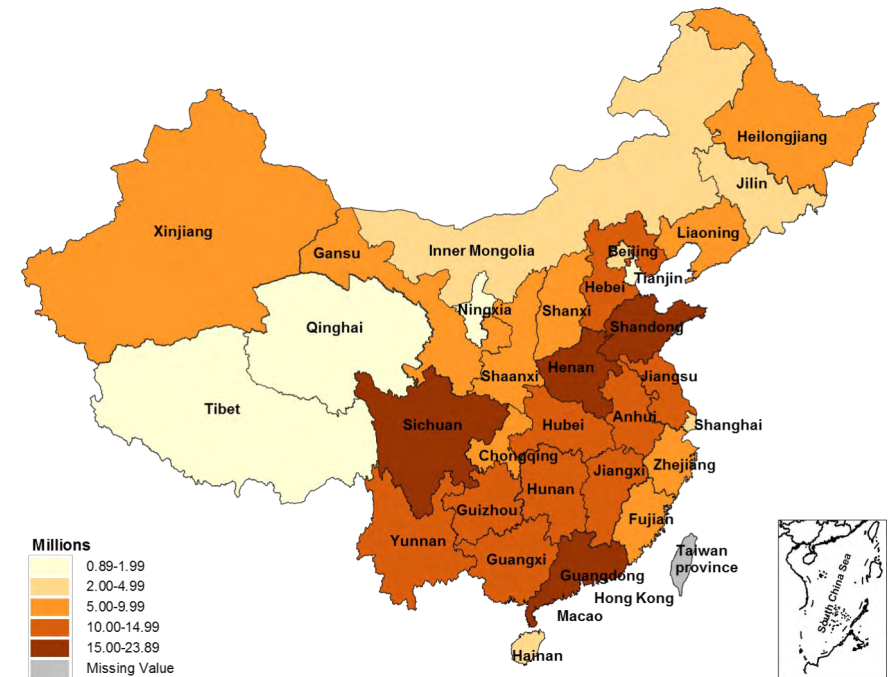 Heilongjiang
Jilin
Liaoning
Xinjiang
Gansu
Inner Mongolia
Beijing
Tianjin
Hebei
Ningxia
Shanxi
Qinghai
Shandong
Henan
Shaanxi
Jiangsu
Tibet
Sichuan
Hubei
Anhui
Shanghai
Chongqing
Jiangxi
Zhejiang
Hunan
Guizhou
Fujian
Yunnan
Guangxi
Guangdong
Taiwan
province
Hong Kong
Macao
Hainan
South China Sea
Millions
0.89-1.99
2.00-4.99
5.00-9.99
10.00-14.99
15.00-23.89
Missing Value